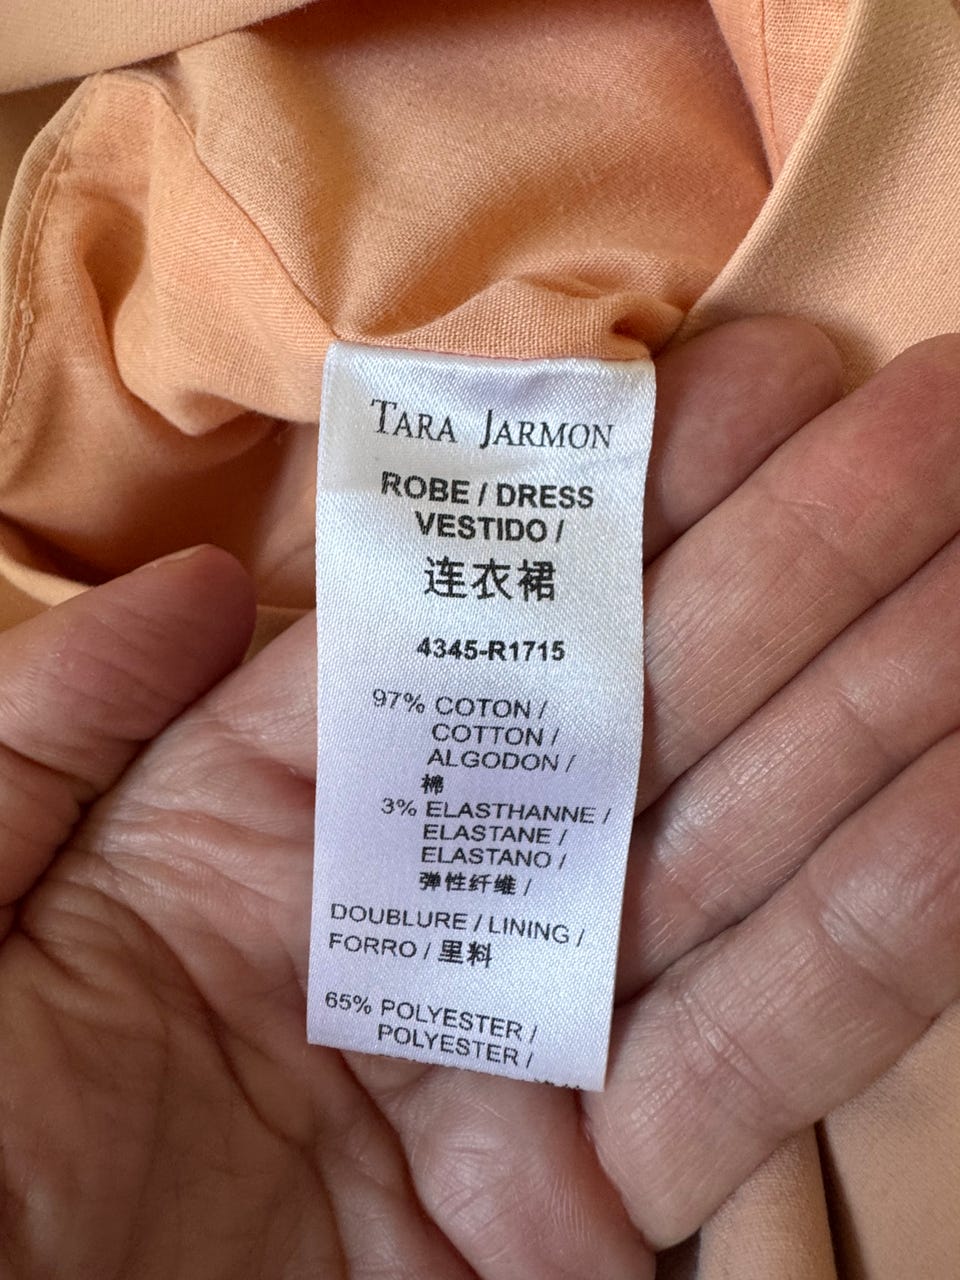 TARA JARMON
ROBE / DRESS
VESTIDO /
连衣裙
4345-R1715
97% COTON /
COTTON /
ALGODON /
棉
3% ELASTHANNE /
ELASTANE /
ELASTANO /
弹性纤维 /
DOUBLURE / LINING /
FORRO / 里料
65% POLYESTER /
POLYESTER /